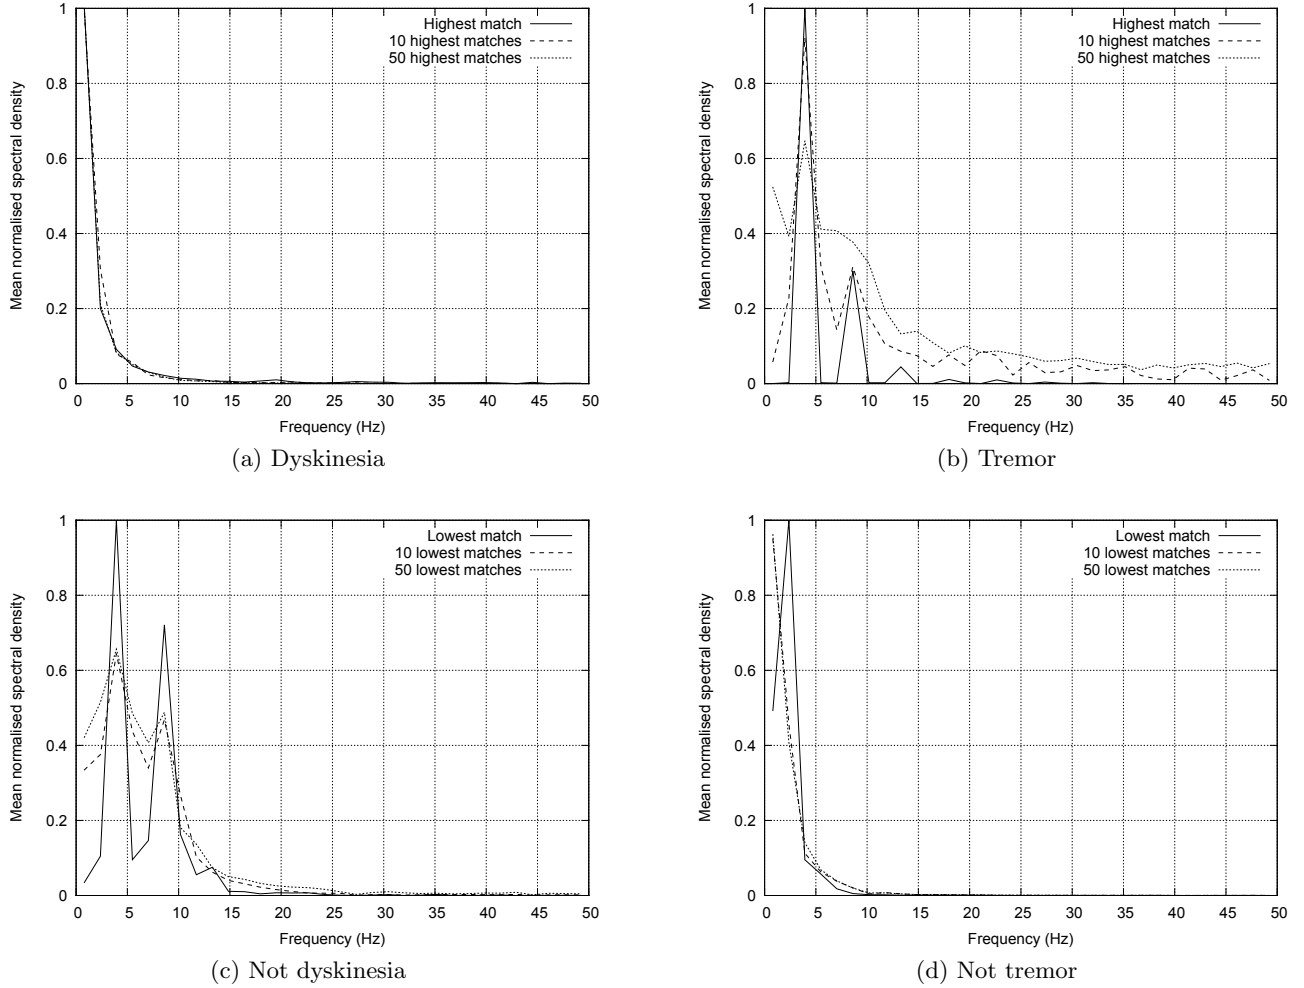 Mean normalised spectral density
1
0.8
0.6
0.4
0.2
0
0 5 10 15 20 25 30 35 40 45 50
Frequency (Hz)
Highest match
10 highest matches
50 highest matches
(a) Dyskinesia
Mean normalised spectral density
1
0.8
0.6
0.4
0.2
0
0 5 10 15 20 25 30 35 40 45 50
Frequency (Hz)
Highest match
10 highest matches
50 highest matches
(b) Tremor
Mean normalised spectral density
1
0.8
0.6
0.4
0.2
0
0 5 10 15 20 25 30 35 40 45 50
Frequency (Hz)
Lowest match
10 lowest matches
50 lowest matches
(c) Not dyskinesia
Mean normalised spectral density
1
0.8
0.6
0.4
0.2
0
0 5 10 15 20 25 30 35 40 45 50
Frequency (Hz)
Lowest match
10 lowest matches
50 lowest matches
(d) Not tremor